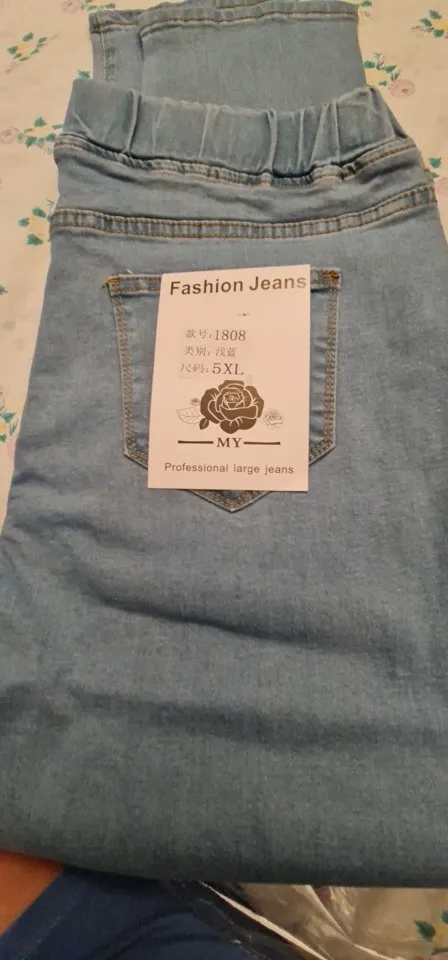 Fashion Jeans
款号:1808
类别:浅蓝
尺码:5XL
MY
Professional large jeans